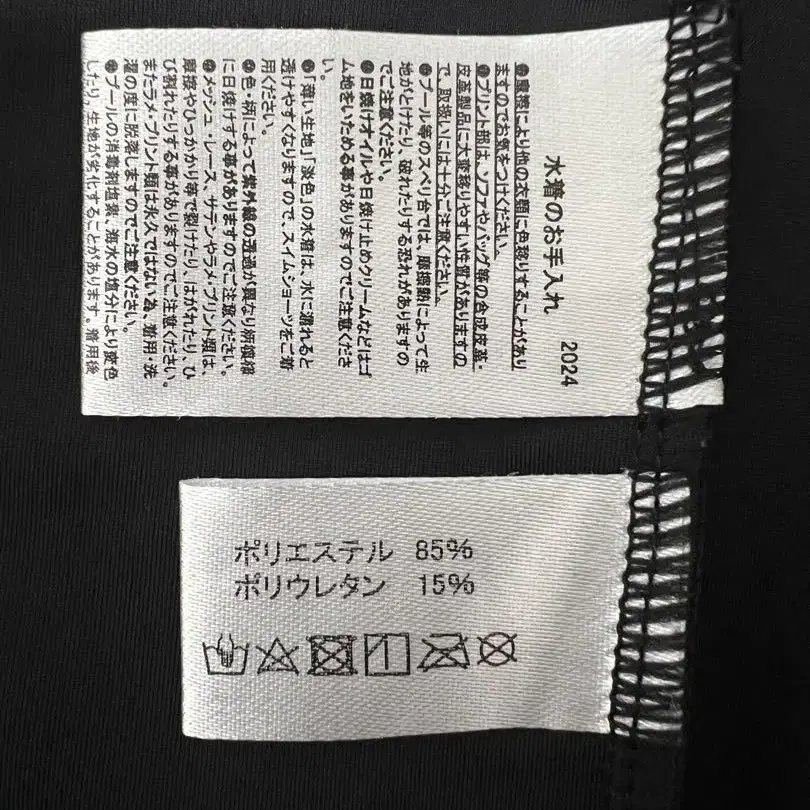 水着のお手入れ 2024
●摩擦により他の衣類に色移りすることがあり
ますのでお気をつけください。
●プリント部は、ソファやバッグ等の合成皮革・
皮革製品に大変移りやすい性質がありますの
で、取扱いには十分ご注意ください。
●プール等のスベリ台では、摩擦熱によって生
地がとけたり、破れたりする恐れがありますの
でご注意ください。
●日焼けオイルや日焼け止めクリームなどはゴ
ム地をいためる事がありますのでご注意くださ
い。
●「薄い生地」「淡色」の水着は、水に濡れると
透けやすくなりますので、スイムショーツをご着
用ください。
●色・柄によって紫外線の透過が異なり
に日焼けする事がありますのでご注意ください。
●メッシュ・レース、サテンやラメ・プリント類は、
摩擦やひっかかり等で裂けたり、はがれたり、ひ
び割れたりする事がありますのでご注意ください。
またラメ・プリント類は永久ではない為、着用・洗
濯の度に脱落しますのでご注意ください。
●プールの消毒剤塩素、海水の塩分により変色
したり、生地が劣化することがあります。着用後
ポリエステル 85%
ポリウレタン 15%